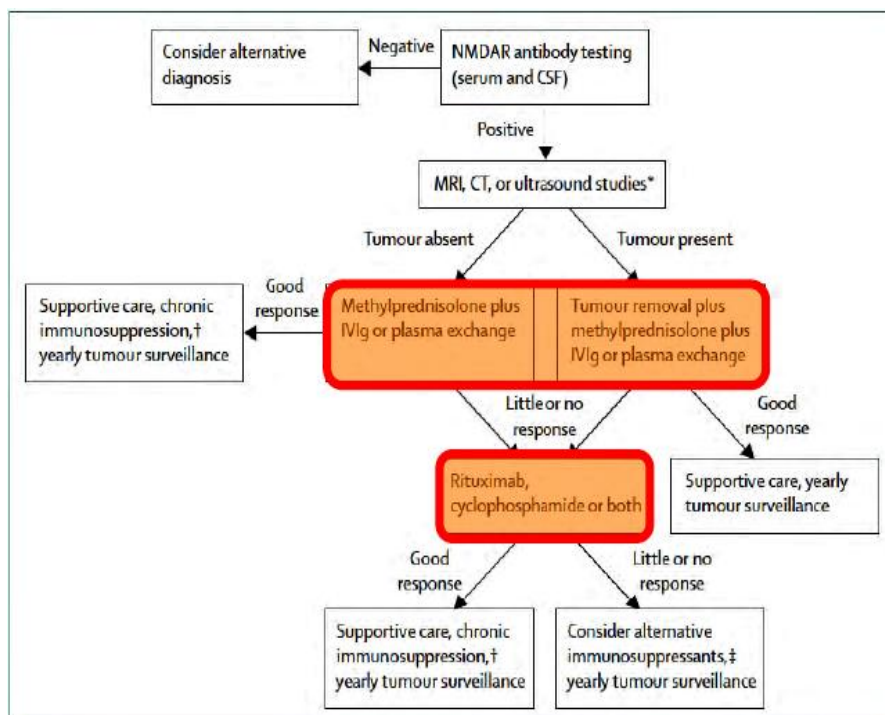 Consider alternative
diagnosis
Negative
NMDAR antibody testing
(serum and CSF)
Positive
MRI, CT, or ultrasound studies*
Tumour absent
Tumour present
Good
response
Supportive care, chronic
immunosuppression,†
yearly tumour surveillance
Methylprednisolone plus
IVIg or plasma exchange
Tumour removal plus
methylprednisolone plus
IVIg or plasma exchange
Little or no
response
Good
response
Rituximab,
cyclophosphamide or both
Supportive care, yearly
tumour surveillance
Good
response
Little or no
response
Supportive care, chronic
immunosuppression,†
yearly tumour surveillance
Consider alternative
immunosuppressants,‡
yearly tumour surveillance